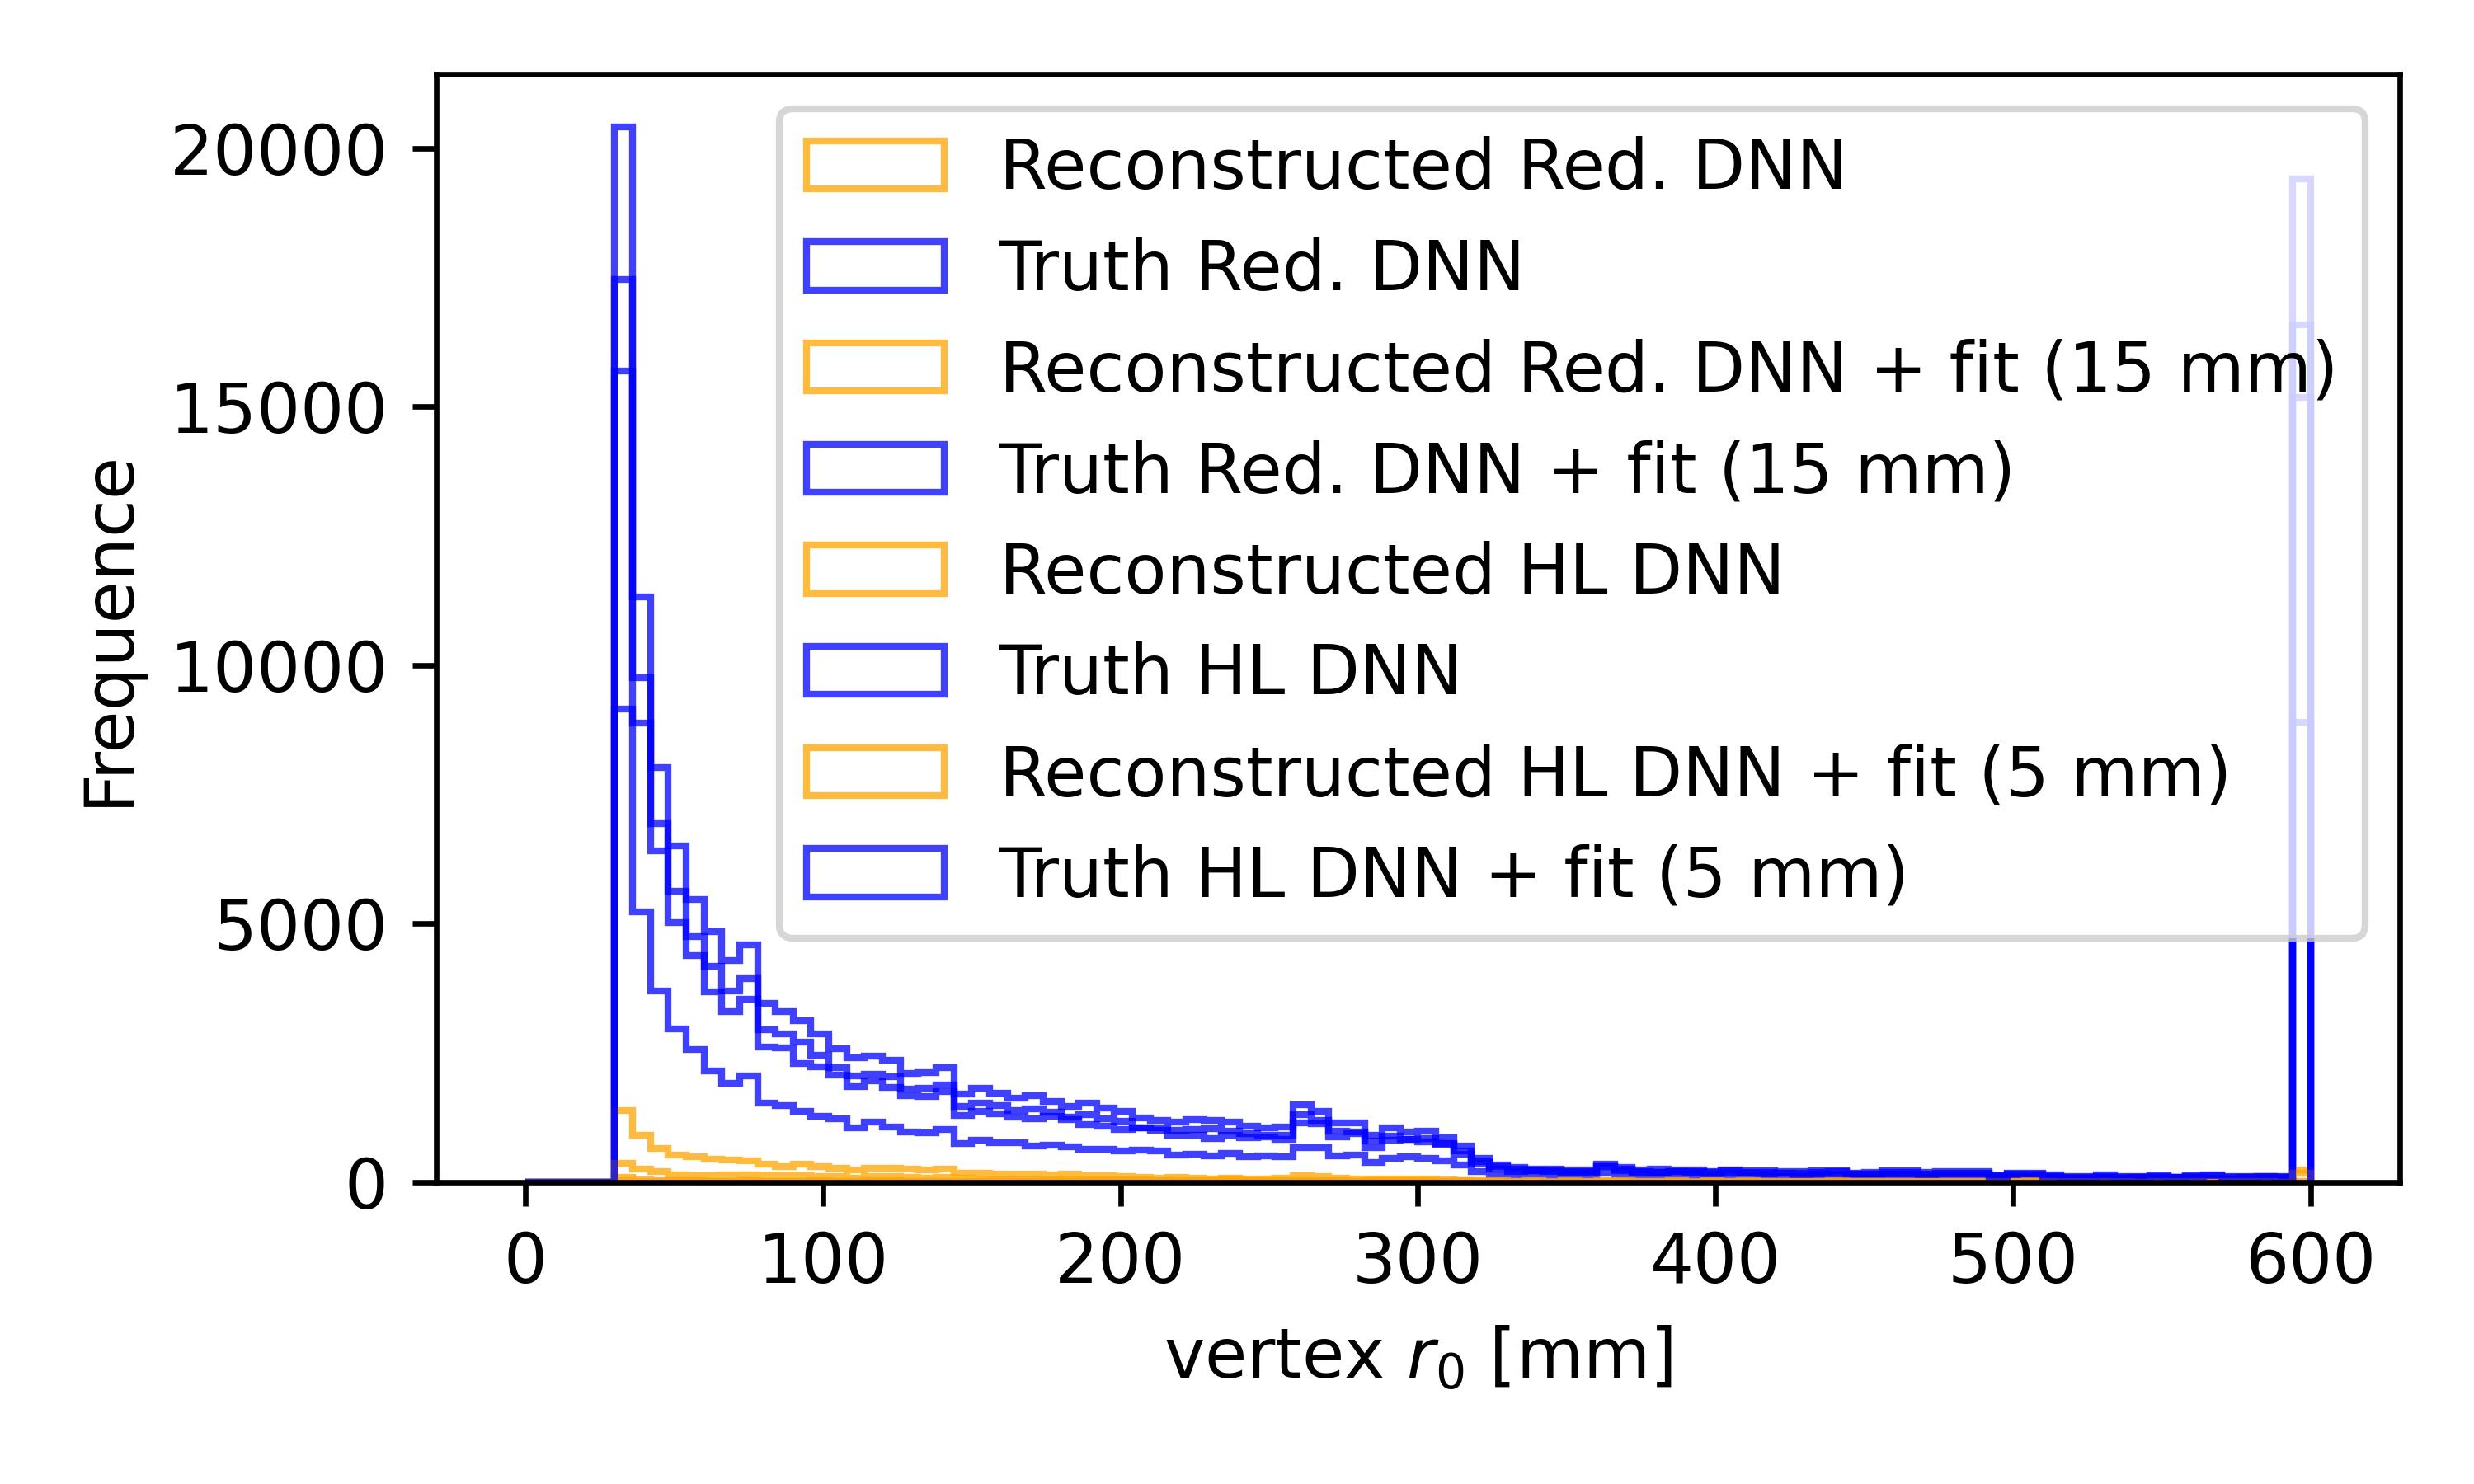 20000
15000
10000
5000
0
Frequence
Reconstructed Red. DNN
Truth Red. DNN
Reconstructed Red. DNN + fit (15 mm)
Truth Red. DNN + fit (15 mm)
Reconstructed HL DNN
Truth HL DNN
Reconstructed HL DNN + fit (5 mm)
Truth HL DNN + fit (5 mm)
0 100 200 300 400 500 600
vertex r₀ [mm]